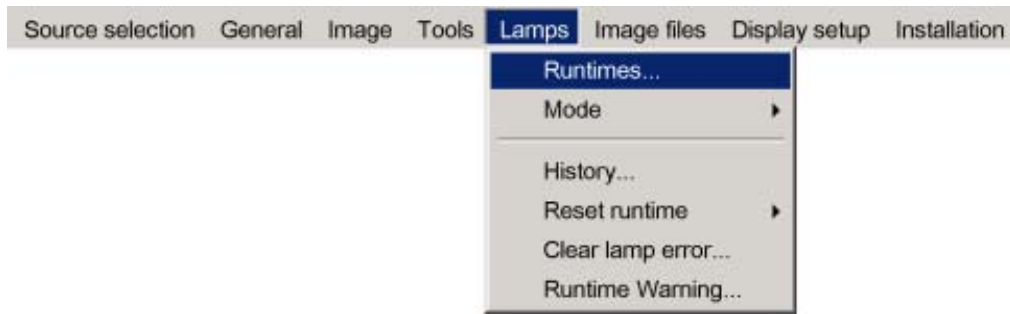 Source selection General Image Tools Lamps Image files Display setup Installation
Runtimes...
Mode
History...
Reset runtime
Clear lamp error...
Runtime Warning...